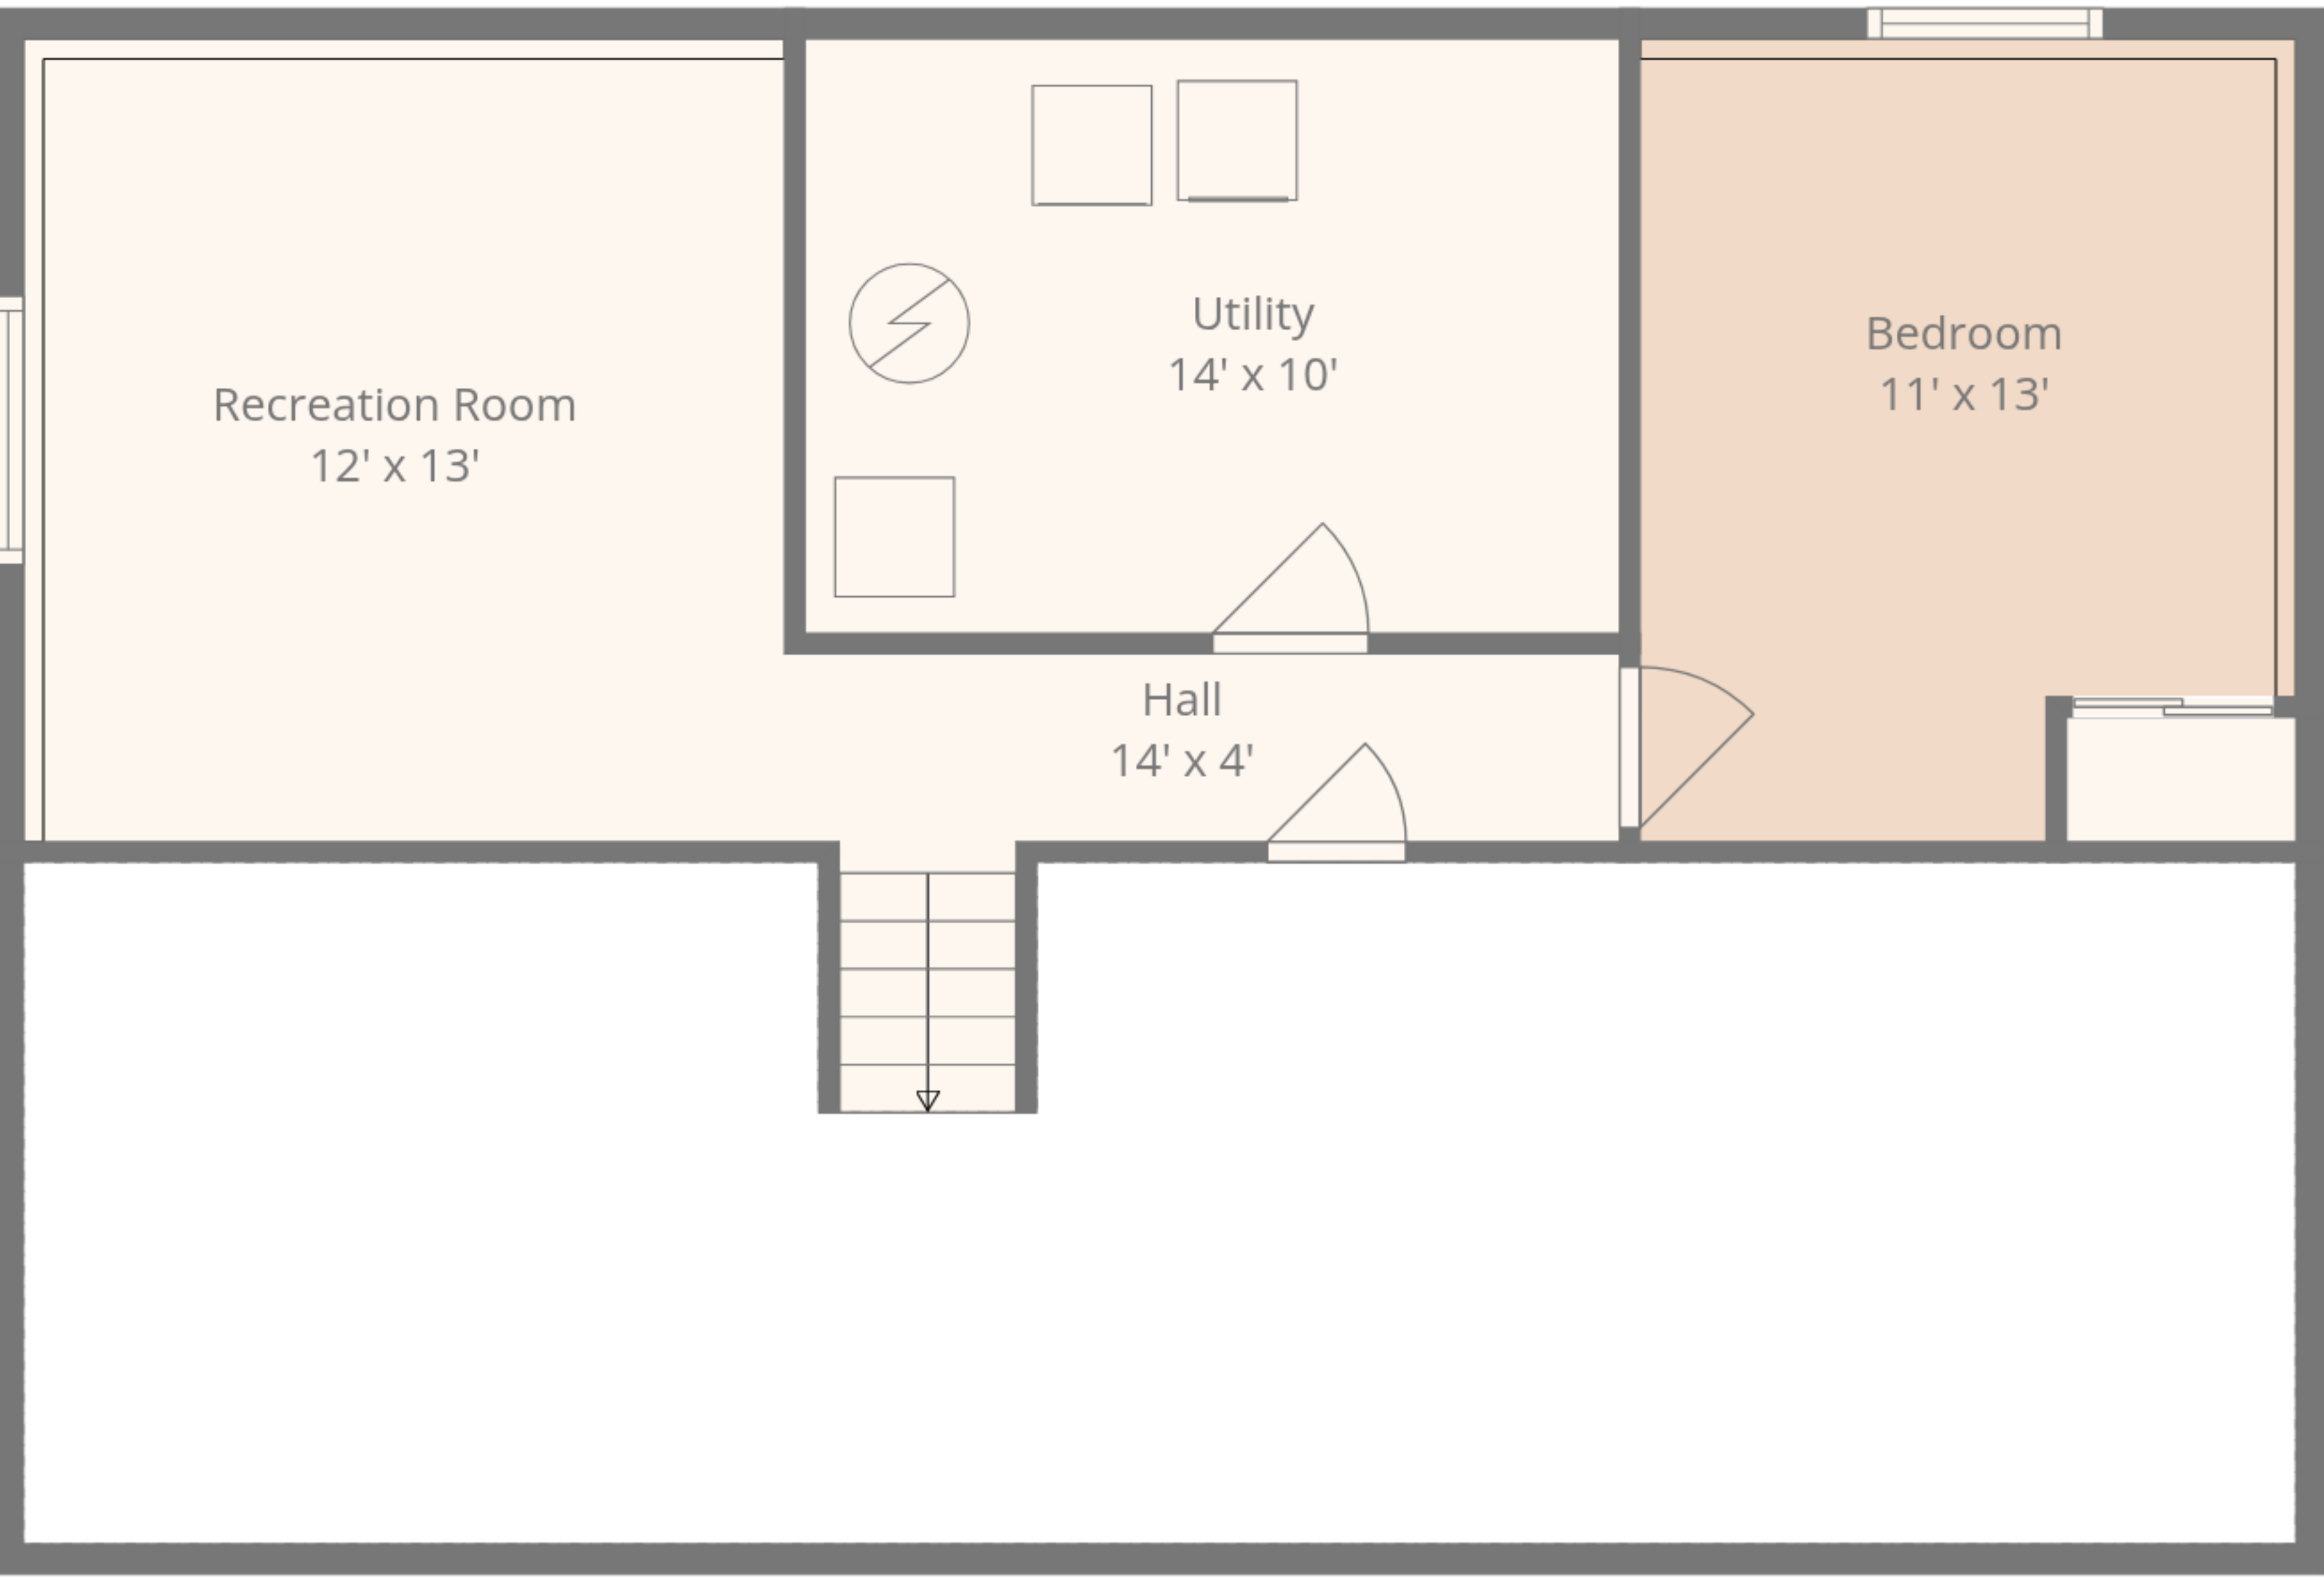 Recreation Room
12' x 13'
Utility
14' x 10'
Bedroom
11' x 13'
Hall
14' x 4'